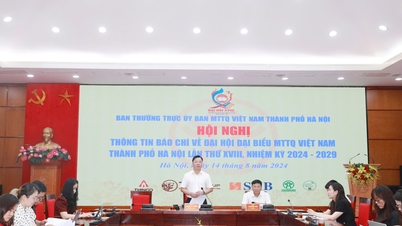 BAN THƯỜNG TRỰC ỦY BAN MTTQ VIỆT NAM THÀNH PHỐ HÀ NỘI
HỘI NGHỊ
THÔNG TIN BÁO CHÍ VỀ ĐẠI HỘI ĐẠI BIỂU MTTQ VIỆT NAM
THÀNH PHỐ HÀ NỘI LẦN THỨ XVIII, NHIỆM KỲ 2024 - 2029
Hà Nội, ngày 14 tháng 8 năm 2024